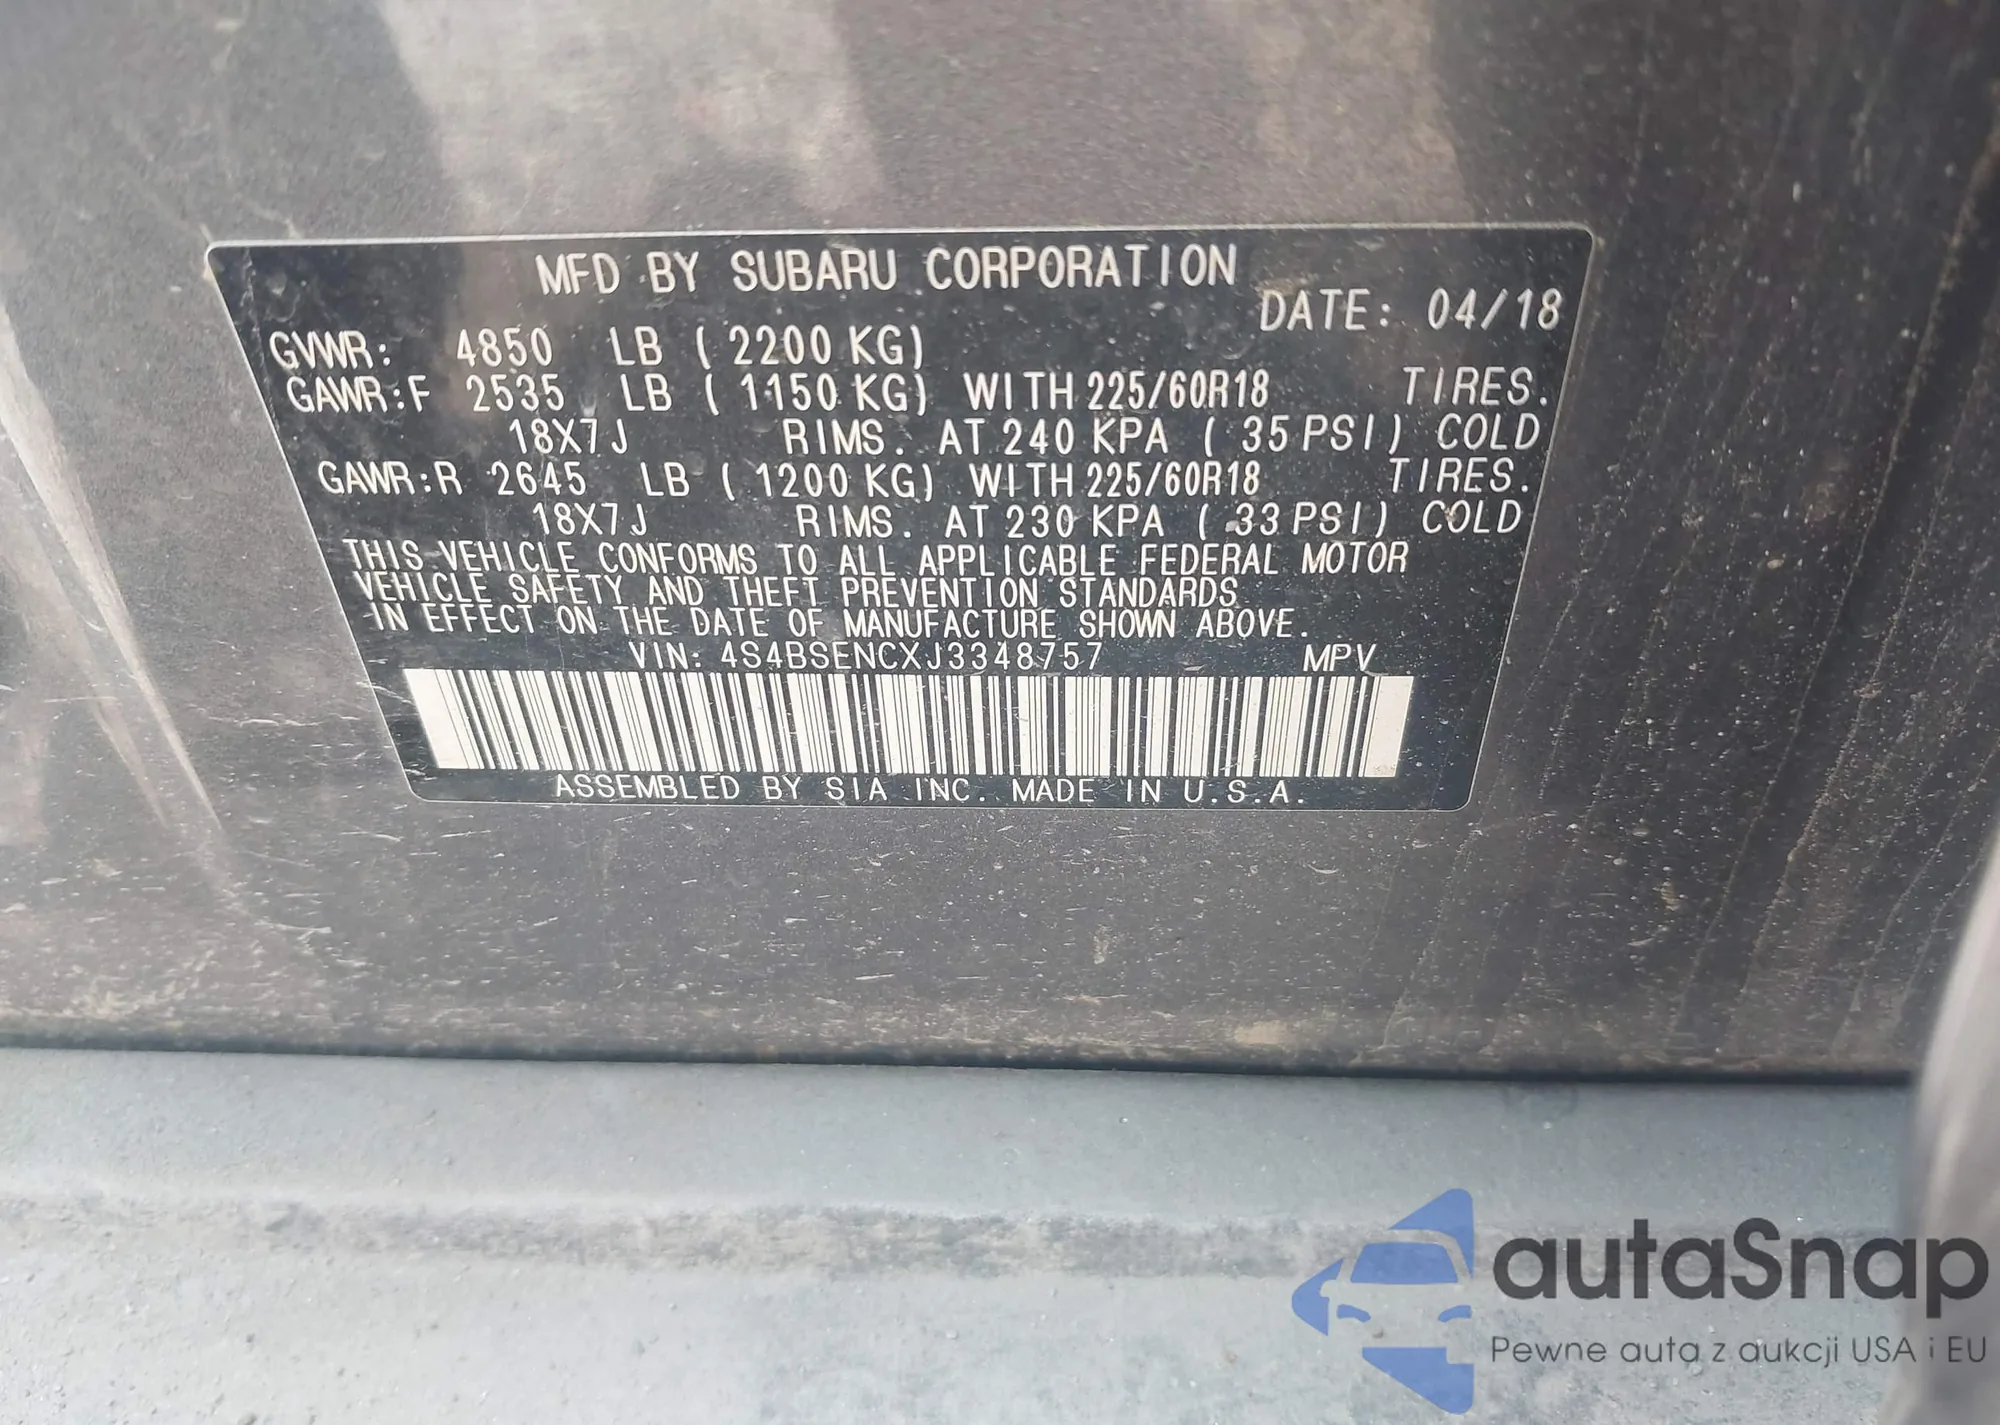 MFD BY SUBARU CORPORATION
DATE: 04/18
GVWR: 4850 LB ( 2200 KG)
GAWR:F 2535 LB ( 1150 KG) WITH 225/60R18 TIRES.
18X7J RIMS. AT 240 KPA ( 35 PSI) COLD
GAWR:R 2645 LB ( 1200 KG) WITH 225/60R18 TIRES.
18X7J RIMS. AT 230 KPA ( 33 PSI) COLD
THIS VEHICLE CONFORMS TO ALL APPLICABLE FEDERAL MOTOR
VEHICLE SAFETY AND THEFT PREVENTION STANDARDS
IN EFFECT ON THE DATE OF MANUFACTURE SHOWN ABOVE.
VIN: 4S4BSENCXJ3348757 MPV
ASSEMBLED BY SIA INC. MADE IN U.S.A.
autaSnap
Pewne auta z aukcji USA i EU